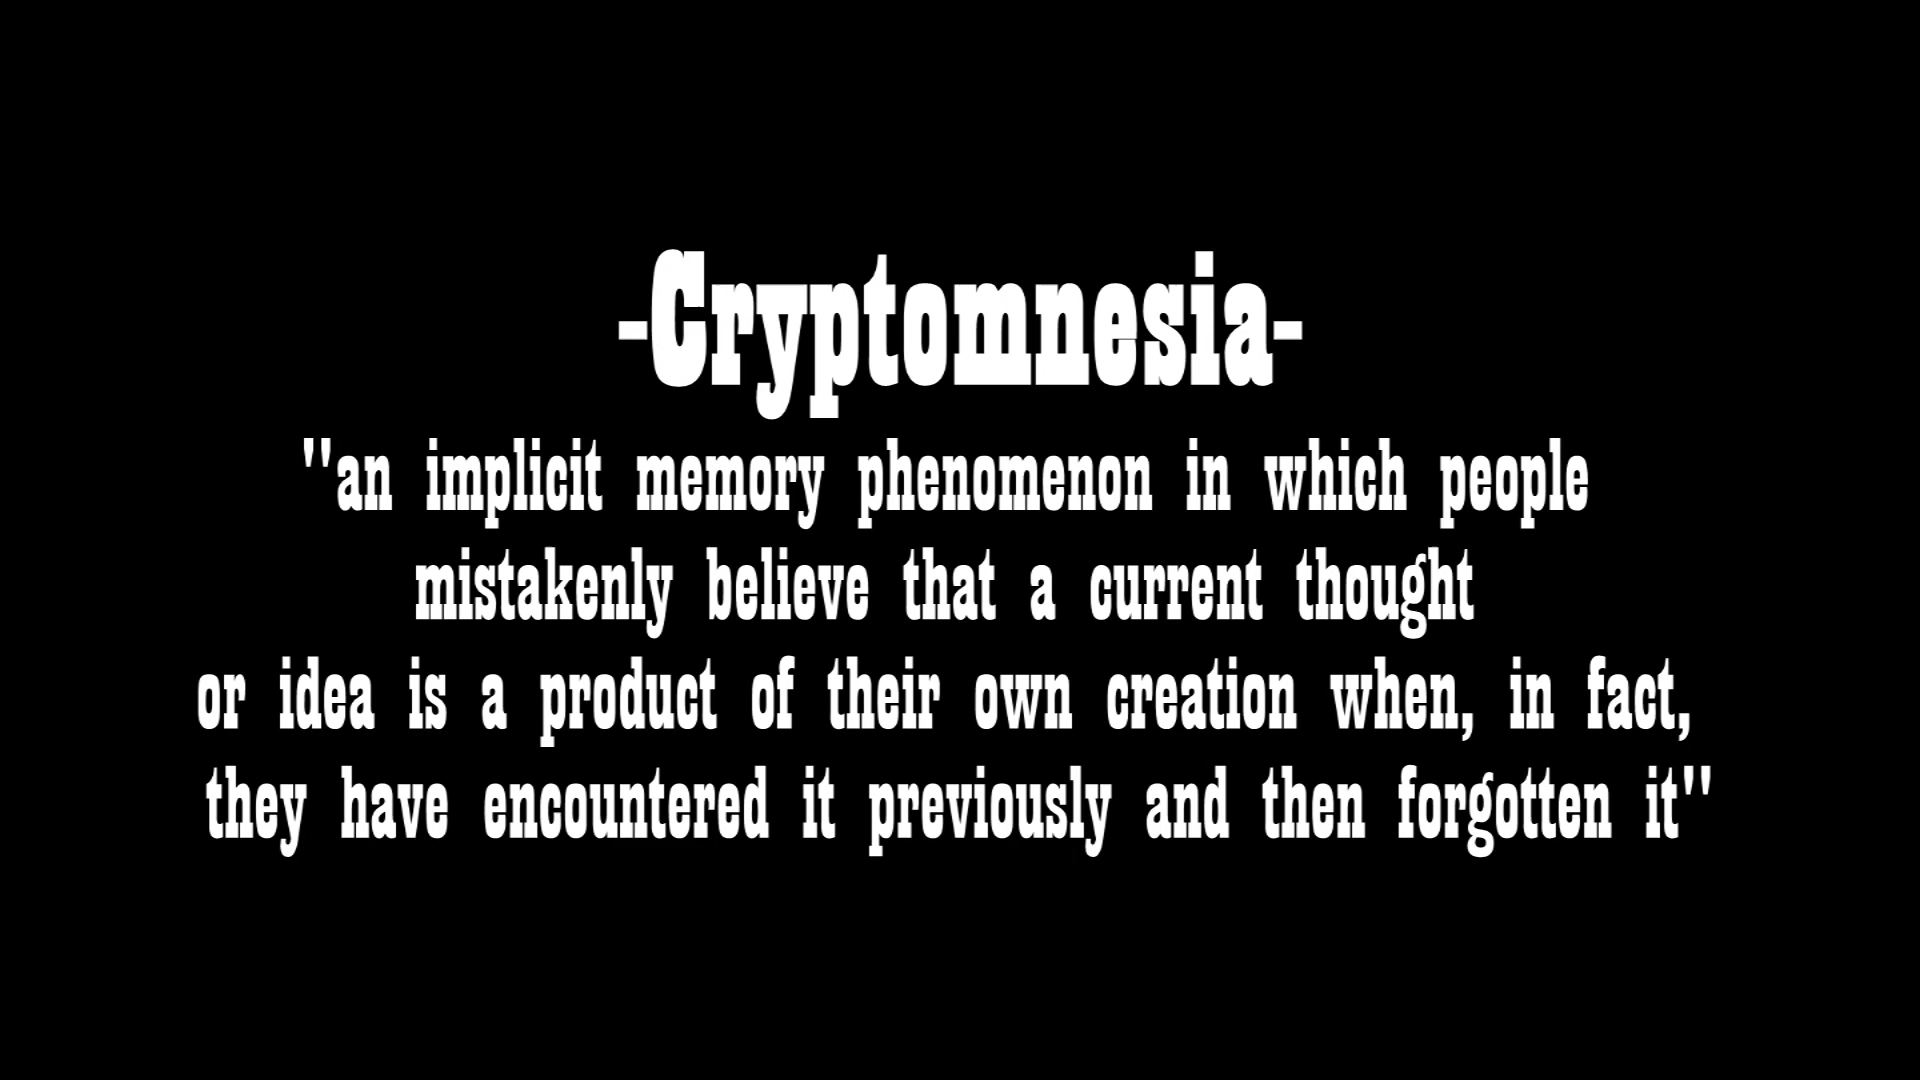 -Cryptomnesia-
"an implicit memory phenomenon in which people
mistakenly believe that a current thought
or idea is a product of their own creation when, in fact,
they have encountered it previously and then forgotten it"